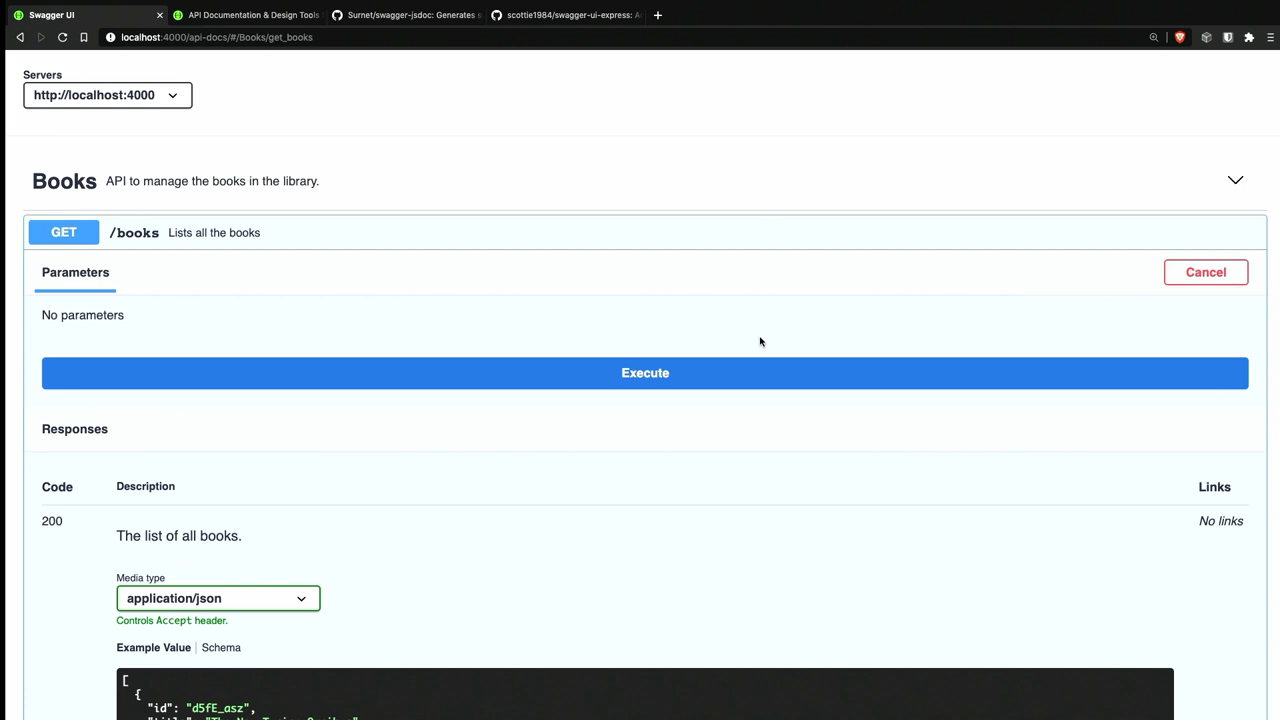 Swagger UI
API Documentation & Design Tools
Surnet/swagger-jsdoc: Generates s
scottie1984/swagger-ui-express: A
localhost:4000/api-docs/#/Books/get_books
Servers
http://localhost:4000
Books API to manage the books in the library.
GET /books Lists all the books
Parameters Cancel
No parameters
Execute
Responses
Code Description Links
200 No links
The list of all books.
Media type
application/json
Controls Accept header.
Example Value | Schema
[
{
"id": "d5fE_asz",